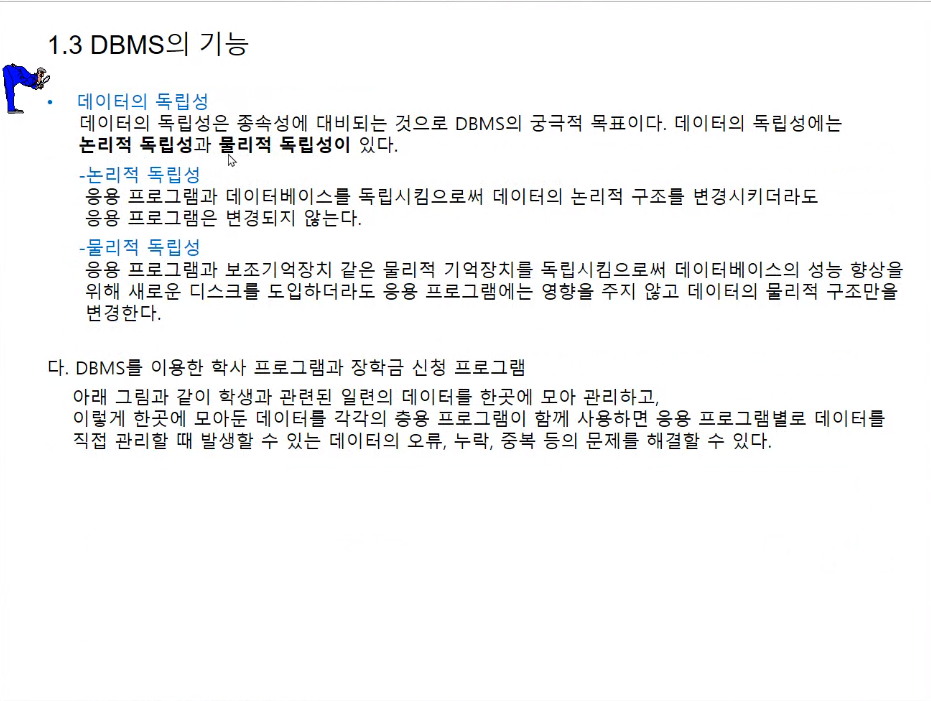 1.3 DBMS의 기능
• 데이터의 독립성
데이터의 독립성은 종속성에 대비되는 것으로 DBMS의 궁극적 목표이다. 데이터의 독립성에는
논리적 독립성과 물리적 독립성이 있다.
-논리적 독립성
응용 프로그램과 데이터베이스를 독립시킴으로써 데이터의 논리적 구조를 변경시키더라도
응용 프로그램은 변경되지 않는다.
-물리적 독립성
응용 프로그램과 보조기억장치 같은 물리적 기억장치를 독립시킴으로써 데이터베이스의 성능 향상을
위해 새로운 디스크를 도입하더라도 응용 프로그램에는 영향을 주지 않고 데이터의 물리적 구조만을
변경한다.
다. DBMS를 이용한 학사 프로그램과 장학금 신청 프로그램
아래 그림과 같이 학생과 관련된 일련의 데이터를 한곳에 모아 관리하고,
이렇게 한곳에 모아둔 데이터를 각각의 층용 프로그램이 함께 사용하면 응용 프로그램별로 데이터를
직접 관리할 때 발생할 수 있는 데이터의 오류, 누락, 중복 등의 문제를 해결할 수 있다.